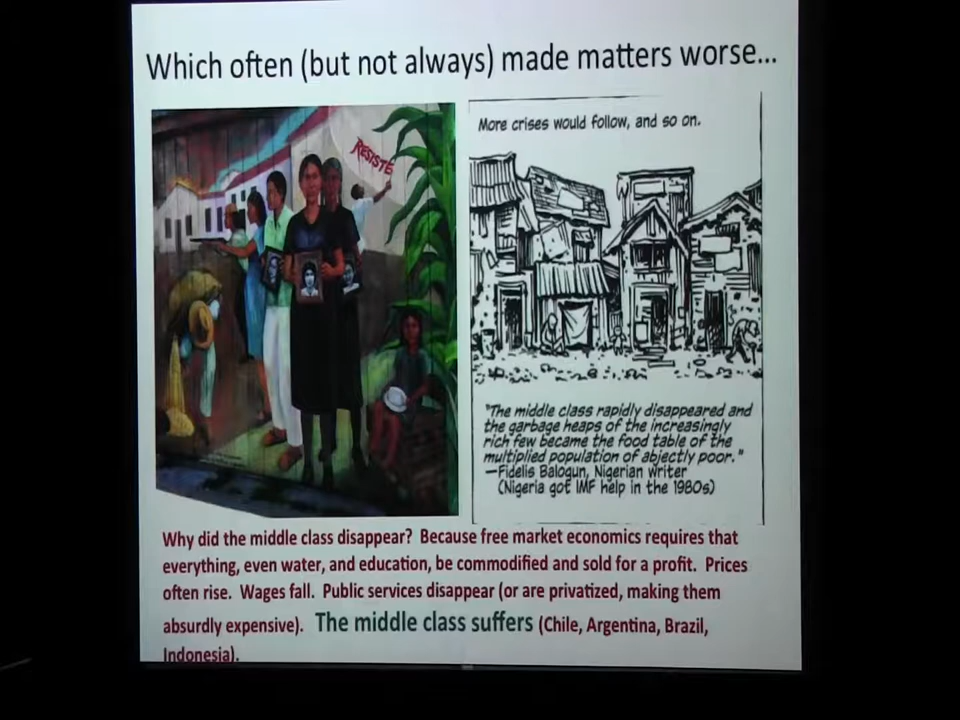 Which often (but not always) made matters worse...
RESISTE
More crises would follow, and so on.
"The middle class rapidly disappeared and
the garbage heaps of the increasingly
rich few became the food table of the
multiplied population of abjectly poor."
—Fidelis Balogun, Nigerian writer
(Nigeria got IMF help in the 1980s)
Why did the middle class disappear? Because free market economics requires that
everything, even water, and education, be commodified and sold for a profit. Prices
often rise. Wages fall. Public services disappear (or are privatized, making them
absurdly expensive). The middle class suffers (Chile, Argentina, Brazil,
Indonesia).